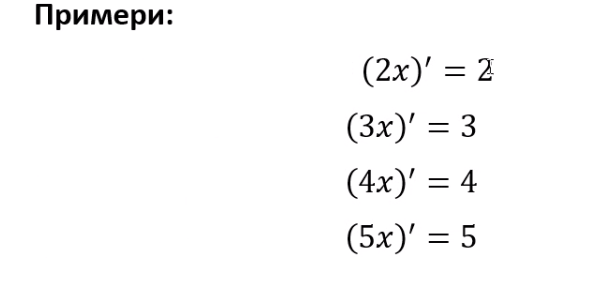 Примери:
(2x)′ = 2
(3x)′ = 3
(4x)′ = 4
(5x)′ = 5